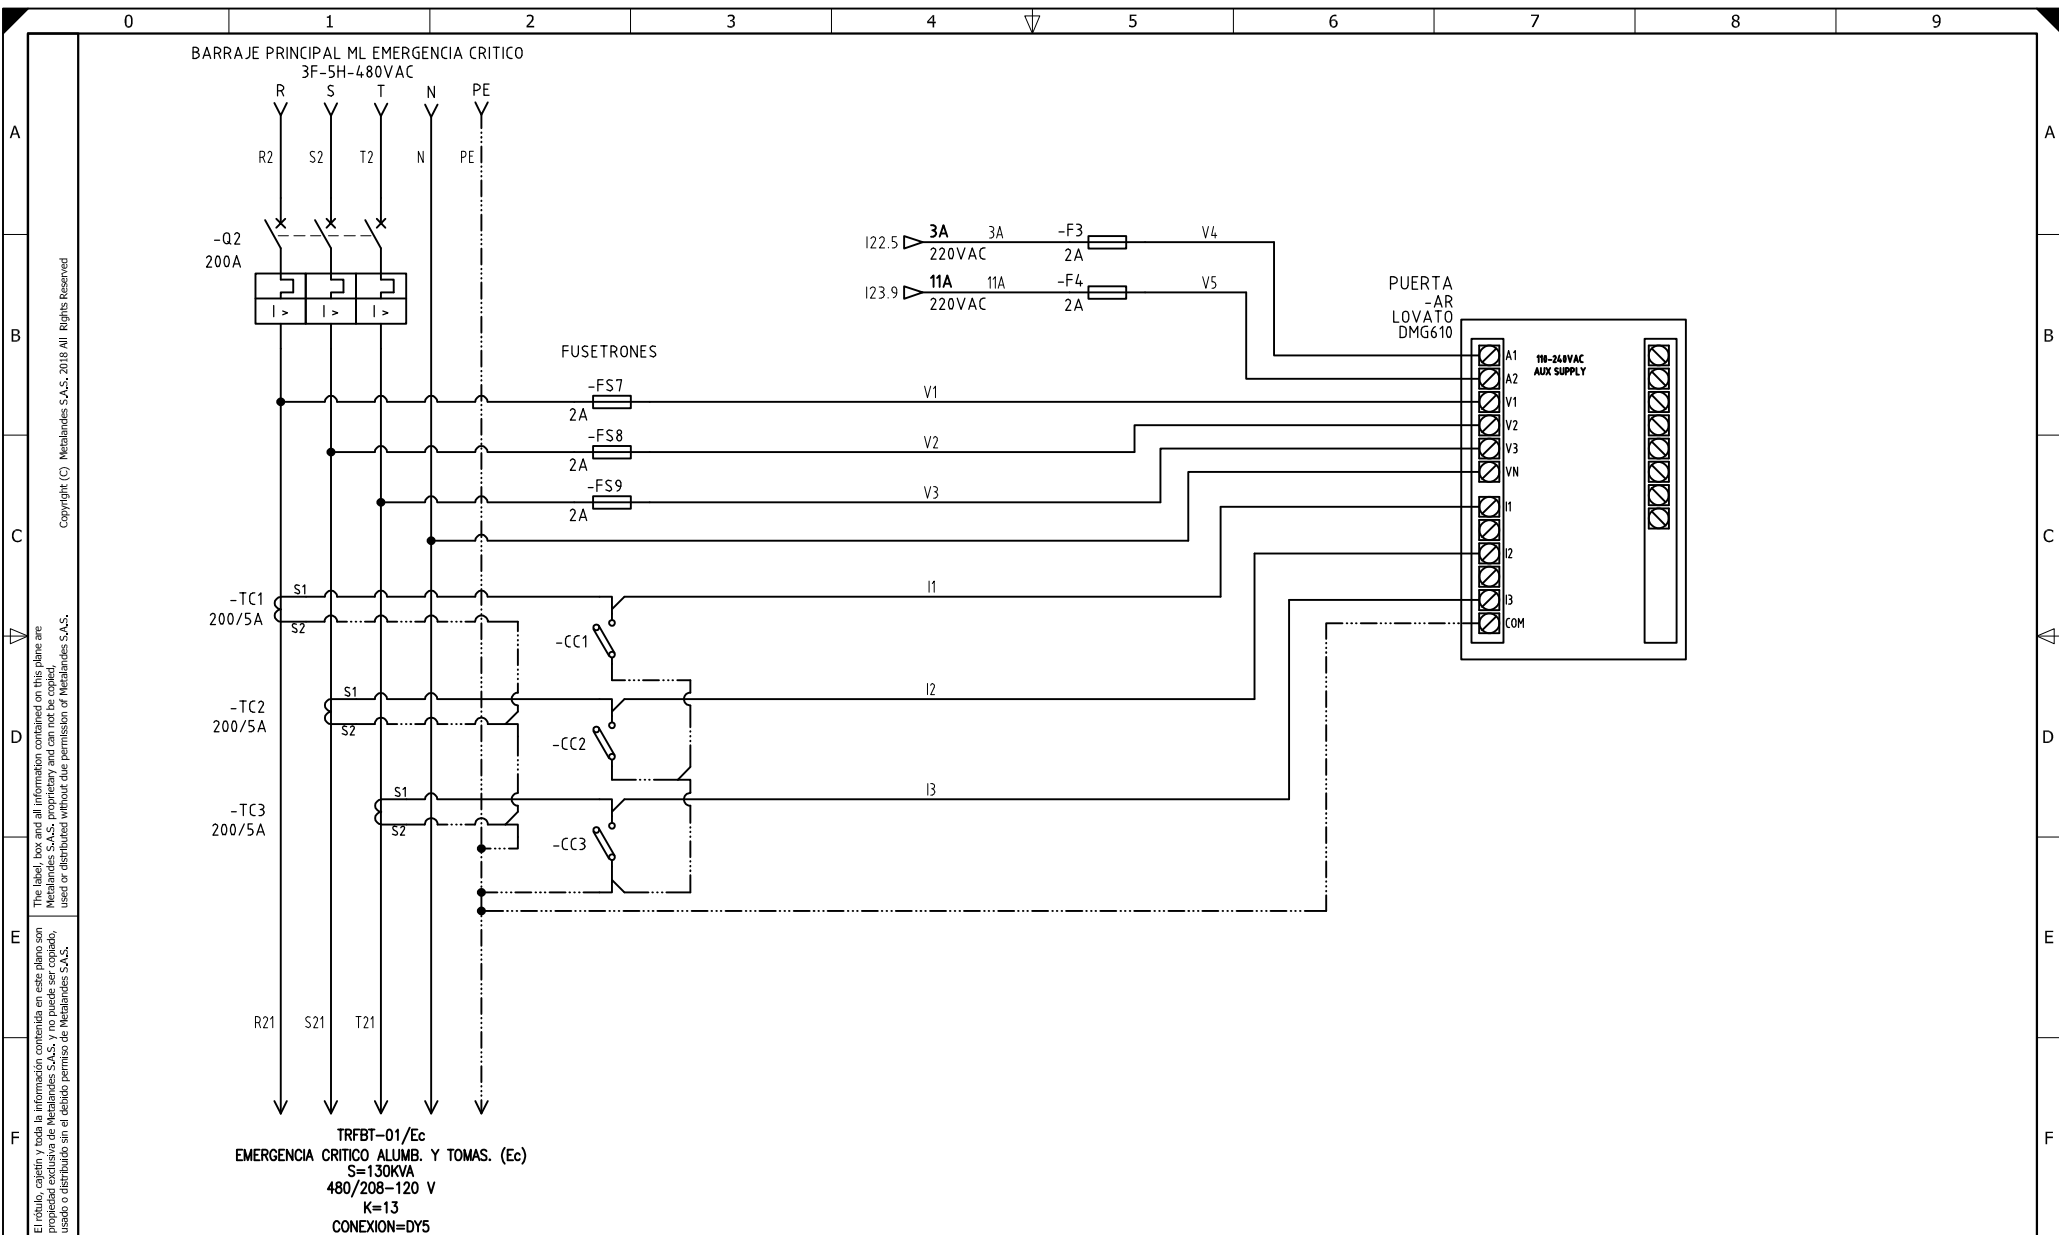 0 1 2 3 4 5 6 7 8 9
BARRAJE PRINCIPAL ML EMERGENCIA CRITICO
3F-5H-480VAC
R S T N PE
A A
R2 S2 T2 N PE
-Q2
200A
I> I> I>
I22.5 3A 3A -F3 V4
220VAC 2A
I23.9 11A 11A -F4 V5
220VAC 2A
B B
PUERTA
-AR
LOVATO
DMG610
110-240VAC
AUX SUPPLY
A1
A2
V1
V2
V3
VN
I1
I2
I3
COM
FUSETRONES
-FS7 V1
2A
-FS8 V2
2A
-FS9 V3
2A
C C
-TC1 S1 I1
200/5A S2
-CC1
-TC2 S1 I2
200/5A S2
-CC2
D D
-TC3 S1 I3
200/5A S2
-CC3
E E
R21 S21 T21
F F
TRFBT-01/Ec
EMERGENCIA CRITICO ALUMB. Y TOMAS. (Ec)
S=130KVA
480/208-120 V
K=13
CONEXION=DY5
Copyright (C) Metalandes S.A.S. 2018 All Rights Reserved
The label, box and all information contained on this plane are
Metalandes S.A.S. proprietary and can not be copied,
used or distributed without due permission of Metalandes S.A.S.
El rótulo, cajetín y toda la información contenida en este plano son
propiedad exclusiva de Metalandes S.A.S. y no puede ser copiado,
usado o distribuido sin el debido permiso de Metalandes S.A.S.